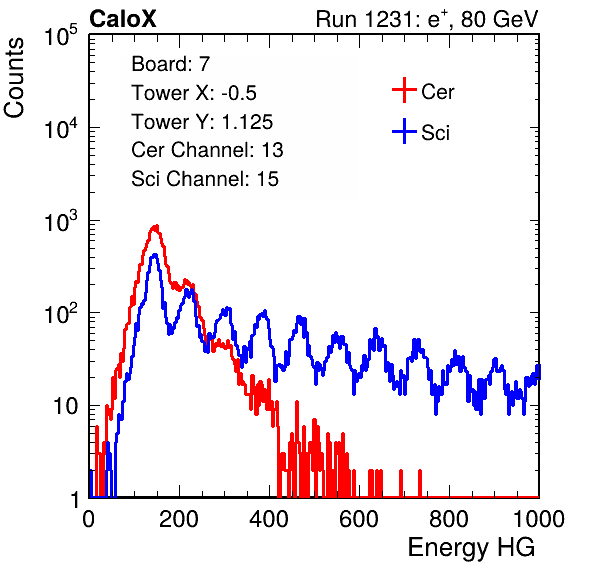 CaloX Run 1231: e⁺, 80 GeV
Counts
10⁵
10⁴
10³
10²
10
1
Board: 7
Tower X: -0.5
Tower Y: 1.125
Cer Channel: 13
Sci Channel: 15
Cer
Sci
0 200 400 600 800 1000
Energy HG